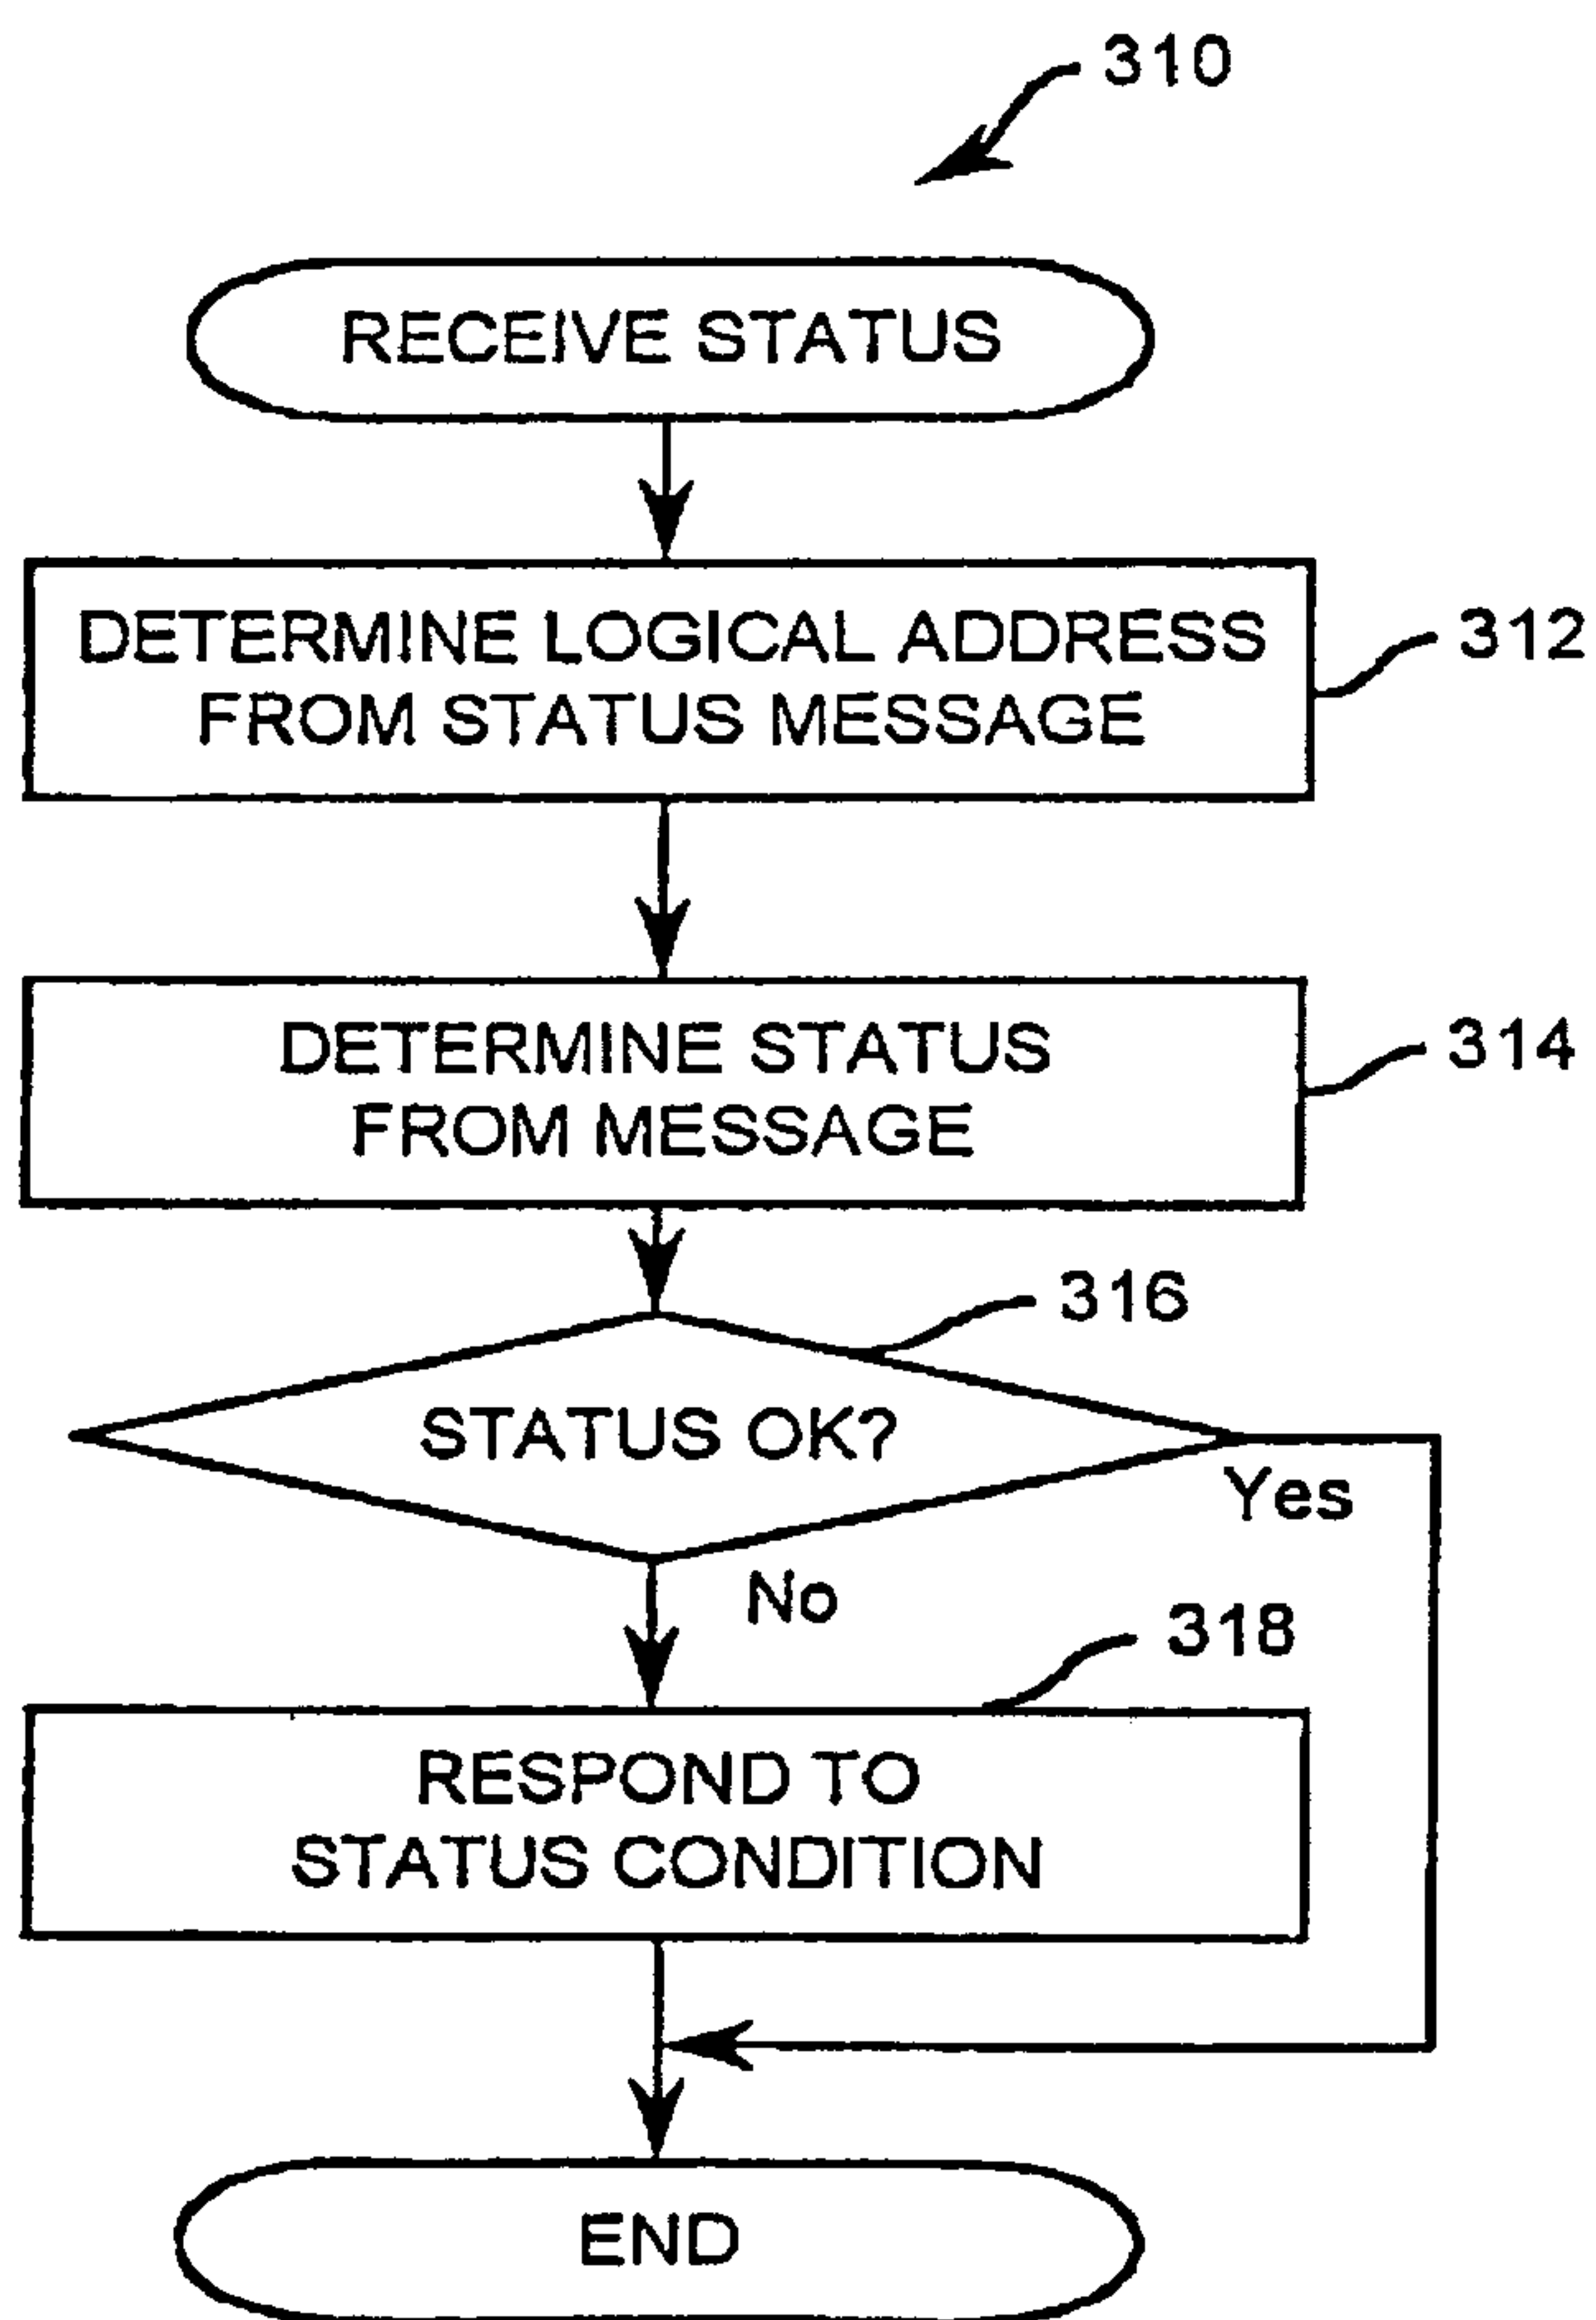 310
RECEIVE STATUS
DETERMINE LOGICAL ADDRESS
FROM STATUS MESSAGE
312
DETERMINE STATUS
FROM MESSAGE
314
316
STATUS OK?
Yes
No
318
RESPOND TO
STATUS CONDITION
END